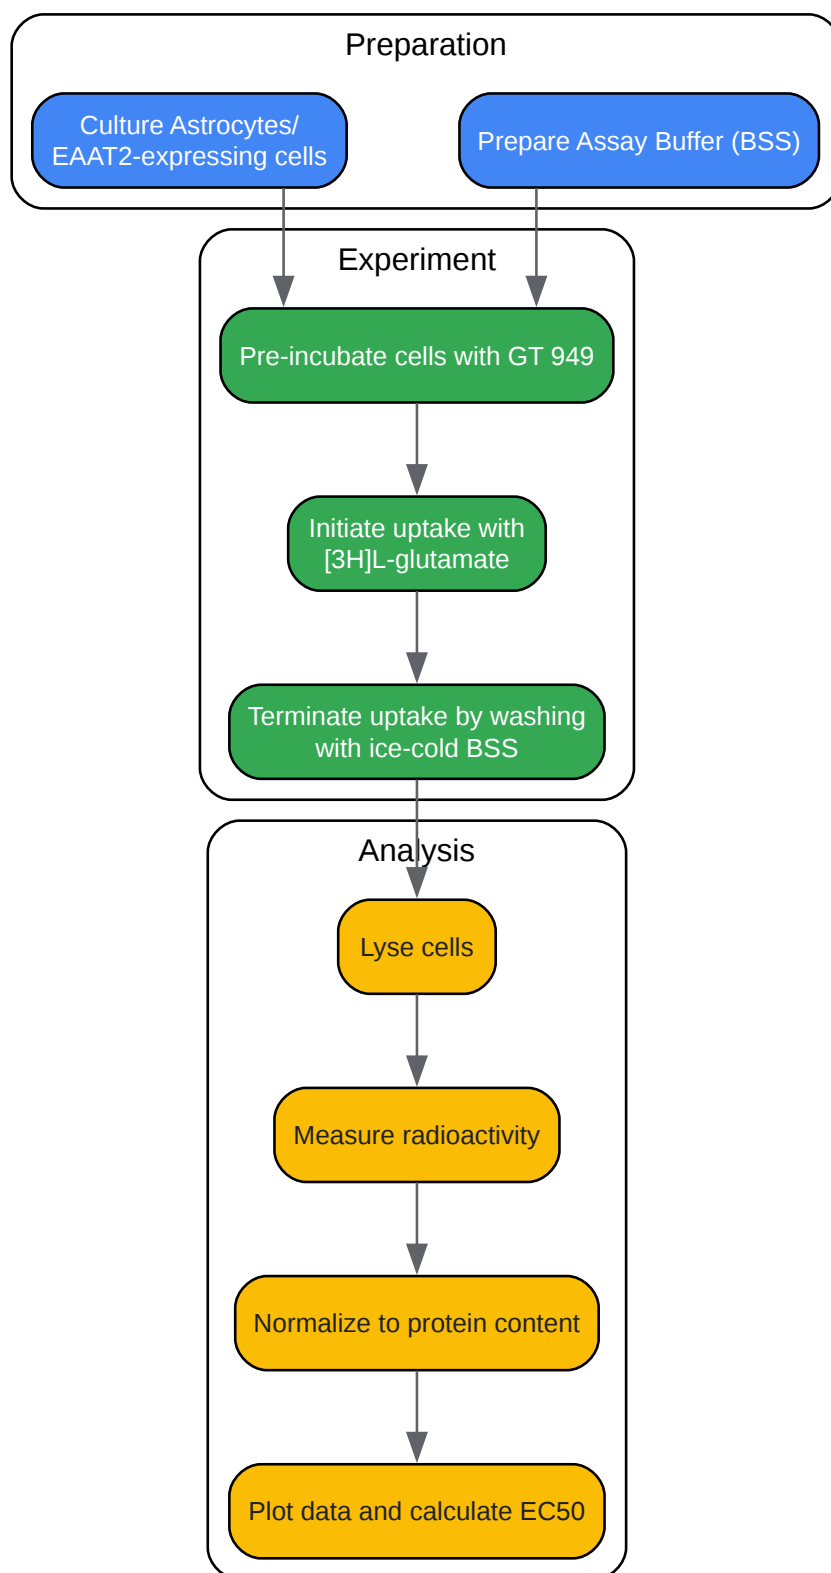 Preparation
Culture Astrocytes/
EAAT2-expressing cells
Prepare Assay Buffer (BSS)
Experiment
Pre-incubate cells with GT 949
Initiate uptake with
[3H]L-glutamate
Terminate uptake by washing
with ice-cold BSS
Analysis
Lyse cells
Measure radioactivity
Normalize to protein content
Plot data and calculate EC50